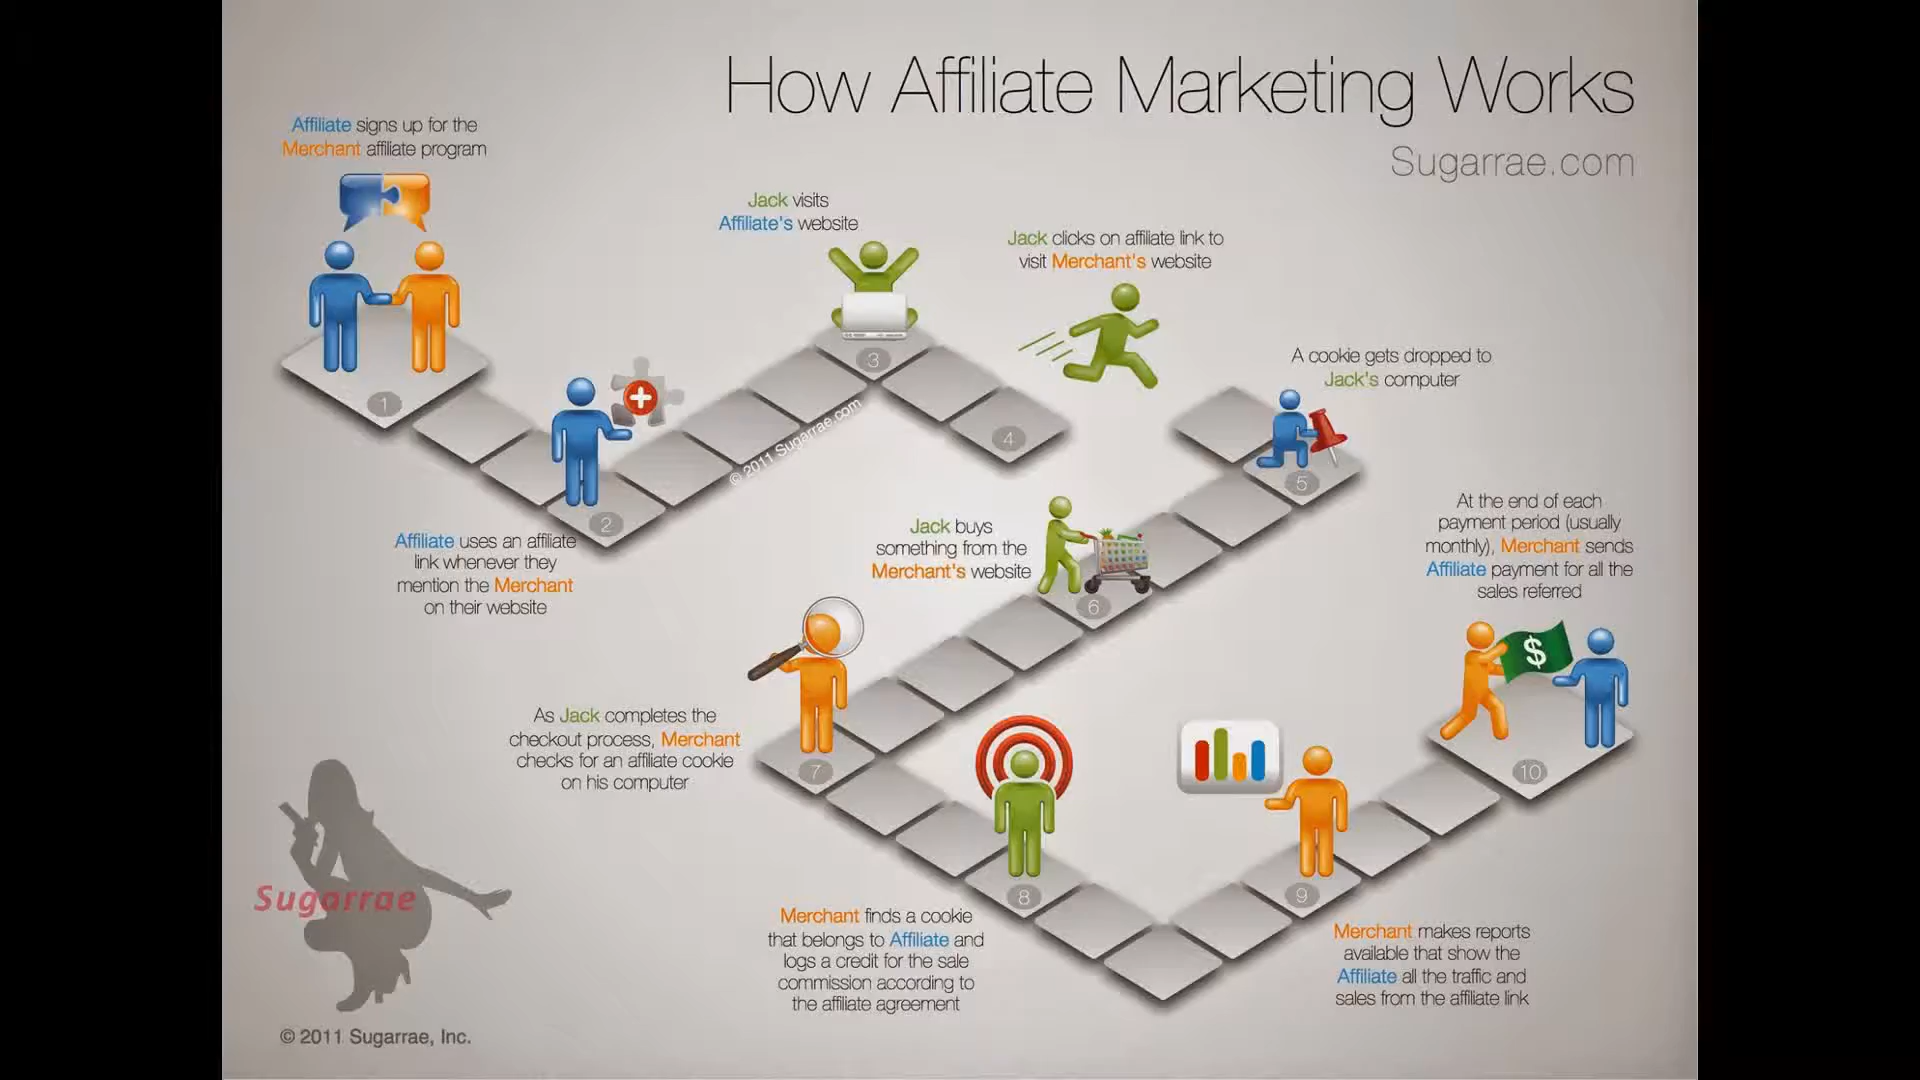 How Affiliate Marketing Works
Sugarrae.com
Affiliate signs up for the
Merchant affiliate program
1
Affiliate uses an affiliate
link whenever they
mention the Merchant
on their website
2
Jack visits
Affiliate's website
3
© 2011 Sugarrae.com
Jack clicks on affiliate link to
visit Merchant's website
4
A cookie gets dropped to
Jack's computer
5
Jack buys
something from the
Merchant's website
6
As Jack completes the
checkout process, Merchant
checks for an affiliate cookie
on his computer
7
Merchant finds a cookie
that belongs to Affiliate and
logs a credit for the sale
commission according to
the affiliate agreement
8
Merchant makes reports
available that show the
Affiliate all the traffic and
sales from the affiliate link
9
At the end of each
payment period (usually
monthly), Merchant sends
Affiliate payment for all the
sales referred
$
10
Sugarrae
© 2011 Sugarrae, Inc.